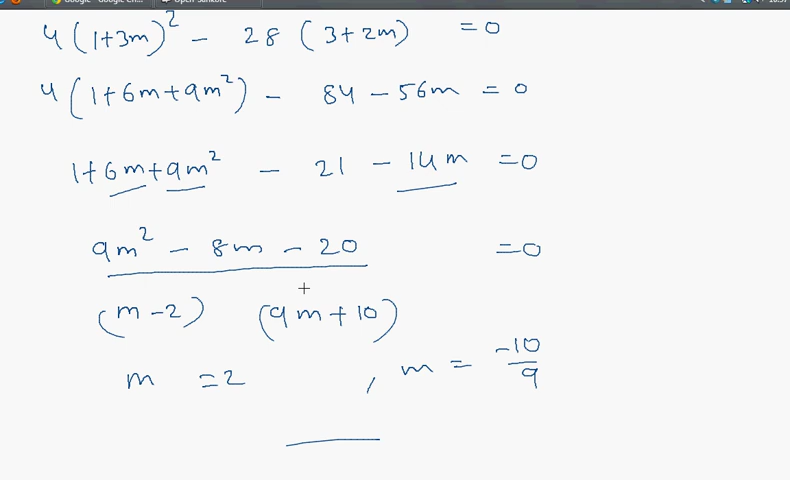 4(1+3m)² - 28(3+2m) = 0
4(1+6m+9m²) - 84 - 56m = 0
1+6m+9m² - 21 - 14m = 0
9m² - 8m - 20 = 0
(m-2) (9m+10)
m = 2 , m = -10/9